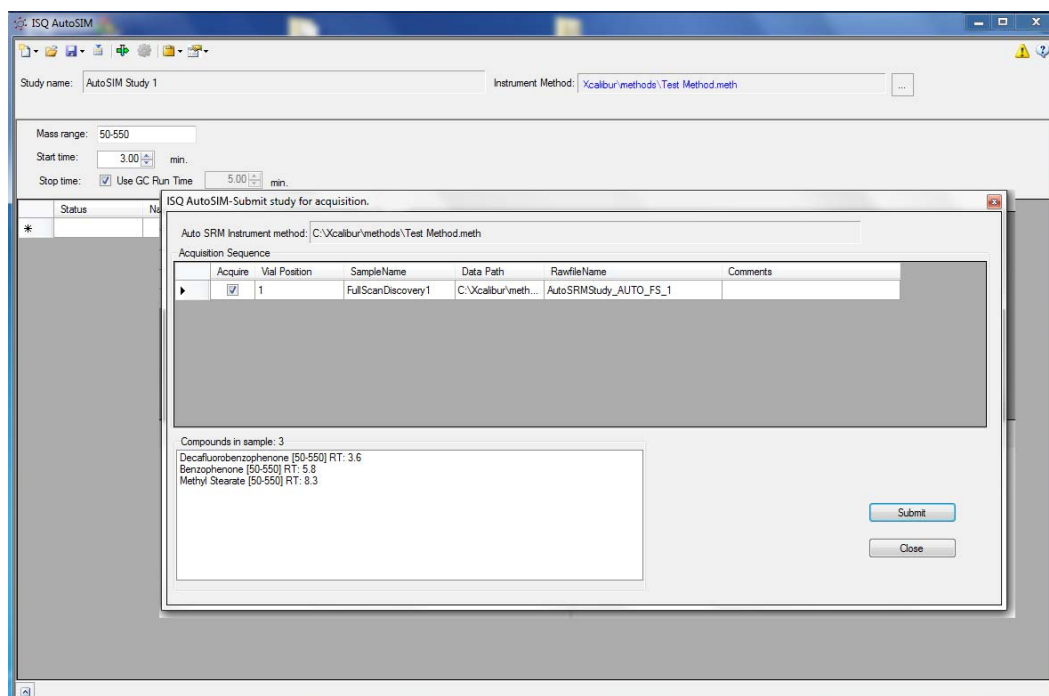 ISQ AutoSIM
Study name: AutoSIM Study 1 Instrument Method: Xcalibur\methods\Test Method.meth ...
Mass range: 50-550
Start time: 3.00 min.
Stop time: Use GC Run Time 5.00 min.
Status Na
ISQ AutoSIM-Submit study for acquisition.
Auto SRM Instrument method: C:\Xcalibur\methods\Test Method.meth
Acquisition Sequence
Acquire Vial Position SampleName Data Path RawfileName Comments
1 FullScanDiscovery1 C:\Xcalibur\meth... AutoSRMStudy_AUTO_FS_1
Compounds in sample: 3
Decafluorobenzophenone [50-550] RT: 3.6
Benzophenone [50-550] RT: 5.8
Methyl Stearate [50-550] RT: 8.3
Submit
Close